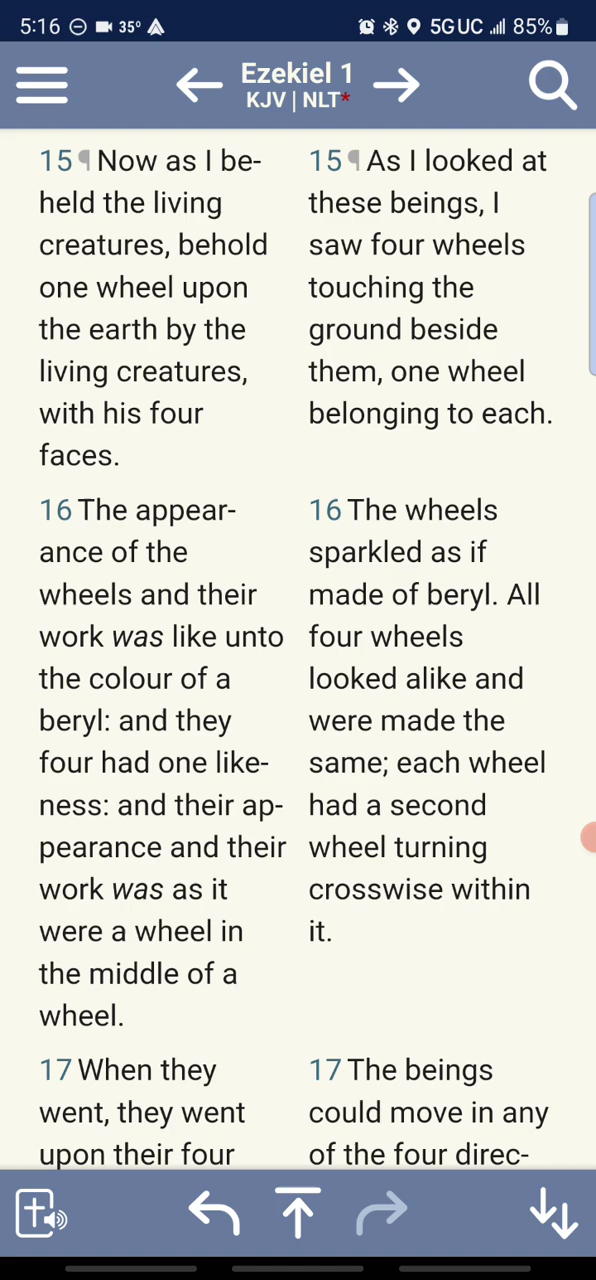 5:16 35° 5G UC 85%
Ezekiel 1
KJV | NLT*
15 ¶ Now as I be-
held the living
creatures, behold
one wheel upon
the earth by the
living creatures,
with his four
faces.
16 The appear-
ance of the
wheels and their
work was like unto
the colour of a
beryl: and they
four had one like-
ness: and their ap-
pearance and their
work was as it
were a wheel in
the middle of a
wheel.
17 When they
went, they went
upon their four
15 ¶ As I looked at
these beings, I
saw four wheels
touching the
ground beside
them, one wheel
belonging to each.
16 The wheels
sparkled as if
made of beryl. All
four wheels
looked alike and
were made the
same; each wheel
had a second
wheel turning
crosswise within
it.
17 The beings
could move in any
of the four direc-